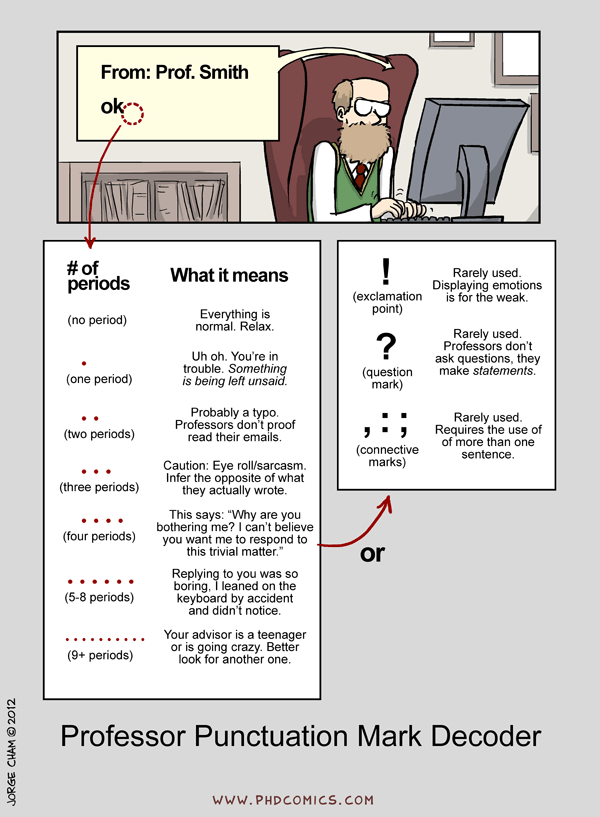 From: Prof. Smith
ok
# of
periods
What it means
(no period)
Everything is
normal. Relax.
.
(one period)
Uh oh. You're in
trouble. Something
is being left unsaid.
. .
(two periods)
Probably a typo.
Professors don't proof
read their emails.
. . .
(three periods)
Caution: Eye roll/sarcasm.
Infer the opposite of what
they actually wrote.
. . . .
(four periods)
This says: “Why are you
bothering me? I can't believe
you want me to respond to
this trivial matter.”
. . . . . .
(5-8 periods)
Replying to you was so
boring, I leaned on the
keyboard by accident
and didn't notice.
. . . . . . . . . .
(9+ periods)
Your advisor is a teenager
or is going crazy. Better
look for another one.
!
(exclamation
point)
Rarely used.
Displaying emotions
is for the weak.
?
(question
mark)
Rarely used.
Professors don't
ask questions, they
make statements.
, : ;
(connective
marks)
Rarely used.
Requires the use of
of more than one
sentence.
or
JORGE CHAM © 2012
Professor Punctuation Mark Decoder
WWW.PHDCOMICS.COM